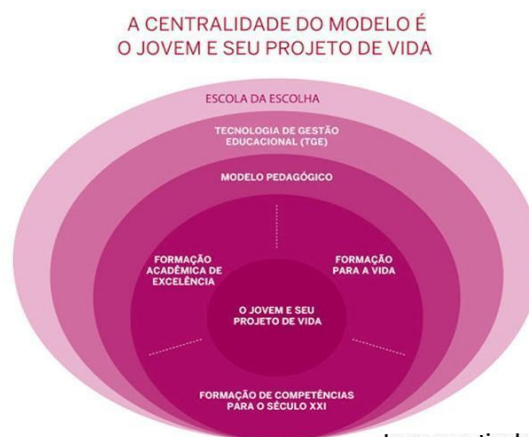 A CENTRALIDADE DO MODELO É
O JOVEM E SEU PROJETO DE VIDA
ESCOLA DA ESCOLHA
TECNOLOGIA DE GESTÃO
EDUCACIONAL (TGE)
MODELO PEDAGÓGICO
FORMAÇÃO
ACADÊMICA DE
EXCELÊNCIA
FORMAÇÃO
PARA A VIDA
O JOVEM E SEU
PROJETO DE VIDA
FORMAÇÃO DE COMPETÊNCIAS
PARA O SÉCULO XXI